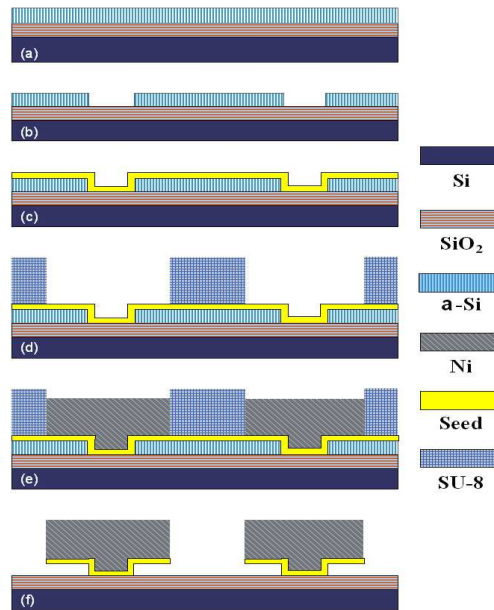 (a)
(b)
(c)
(d)
(e)
(f)
Si
SiO₂
a-Si
Ni
Seed
SU-8